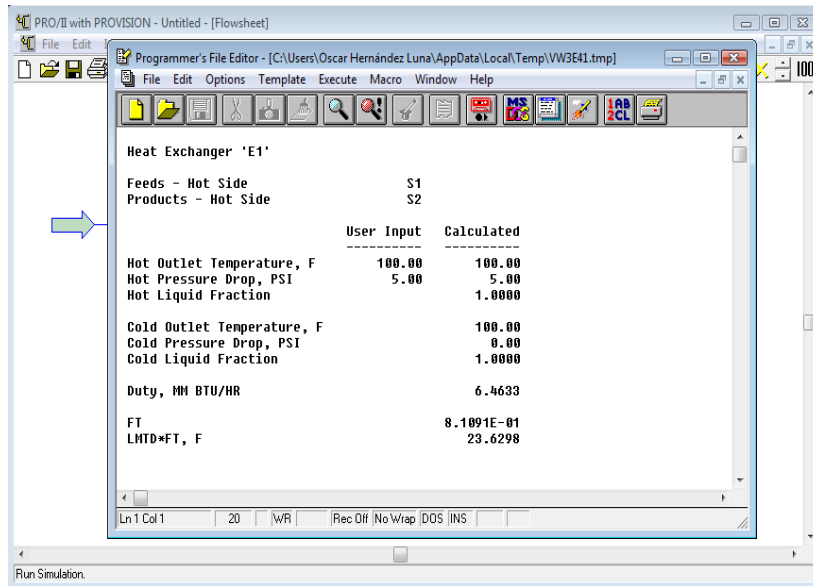 PRO/II with PROVISION - Untitled - [Flowsheet]
File Edit
Programmer's File Editor - [C:\Users\Oscar Hernández Luna\AppData\Local\Temp\VW3E41.tmp]
File Edit Options Template Execute Macro Window Help
MS DOS
1AB 2CL
100
Heat Exchanger 'E1'
Feeds - Hot Side S1
Products - Hot Side S2
User Input Calculated
---------- ----------
Hot Outlet Temperature, F 100.00 100.00
Hot Pressure Drop, PSI 5.00 5.00
Hot Liquid Fraction 1.0000
Cold Outlet Temperature, F 100.00
Cold Pressure Drop, PSI 0.00
Cold Liquid Fraction 1.0000
Duty, MM BTU/HR 6.4633
FT 8.1091E-01
LMTD*FT, F 23.6298
Ln 1 Col 1 20 WR Rec Off No Wrap DOS INS
Run Simulation.